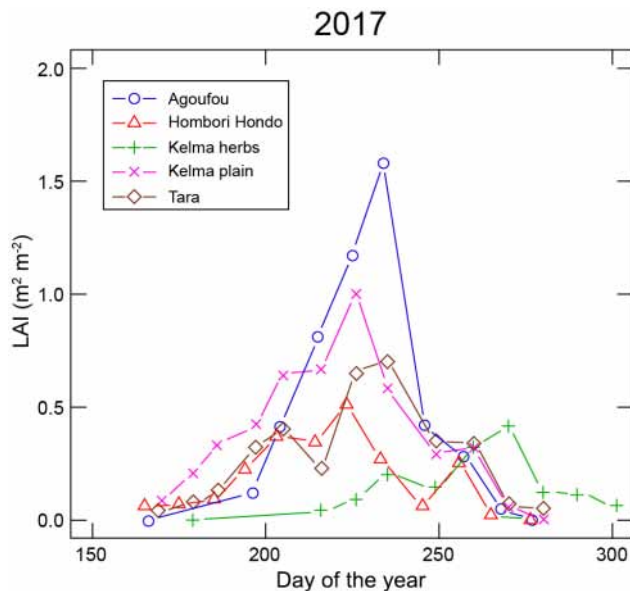 2017
2.0
Agoufou
Hombori Hondo
Kelma herbs
Kelma plain
Tara
1.5
LAI (m² m⁻²)
1.0
0.5
0.0
150 200 250 300
Day of the year